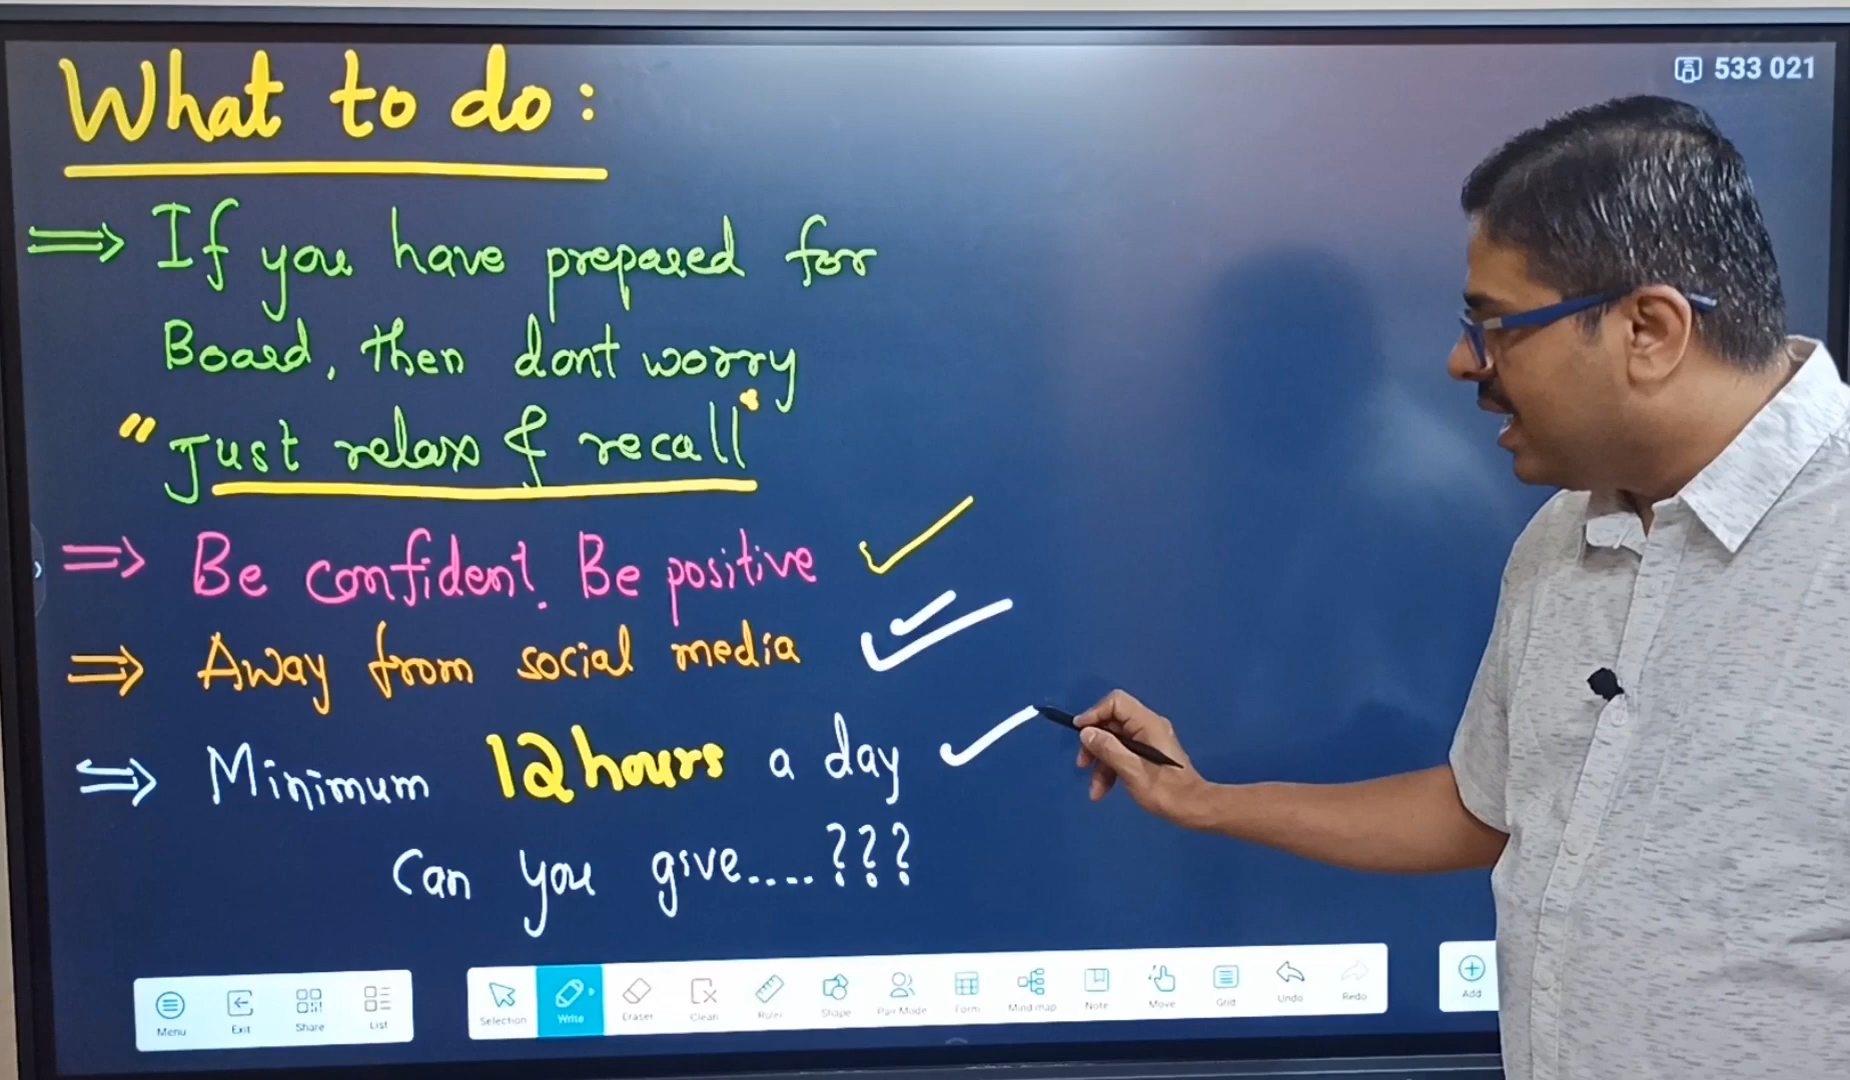 533 021
What to do:
⇒ If you have prepared for
Board, then dont worry
"Just relax & recall"
⇒ Be confident. Be positive ✓
⇒ Away from social media ✓✓
⇒ Minimum 12 hours a day ✓
Can you give....???
Menu Exit Share List Selection Write Eraser Clean Ruler Shape Pair Mode Form Mind map Note Move Grid Undo Redo Add